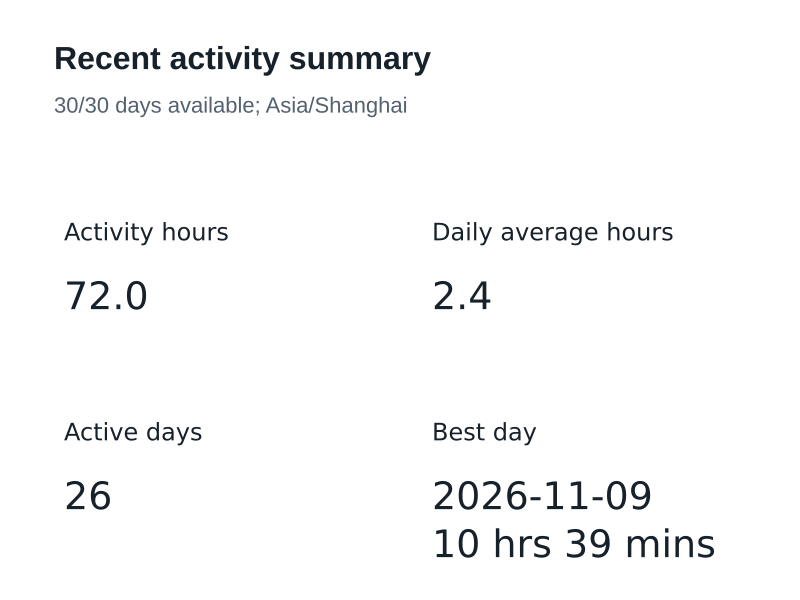 Recent activity summary
30/30 days available; Asia/Shanghai
Activity hours
72.0
Daily average hours
2.4
Active days
26
Best day
2026-11-09
10 hrs 39 mins